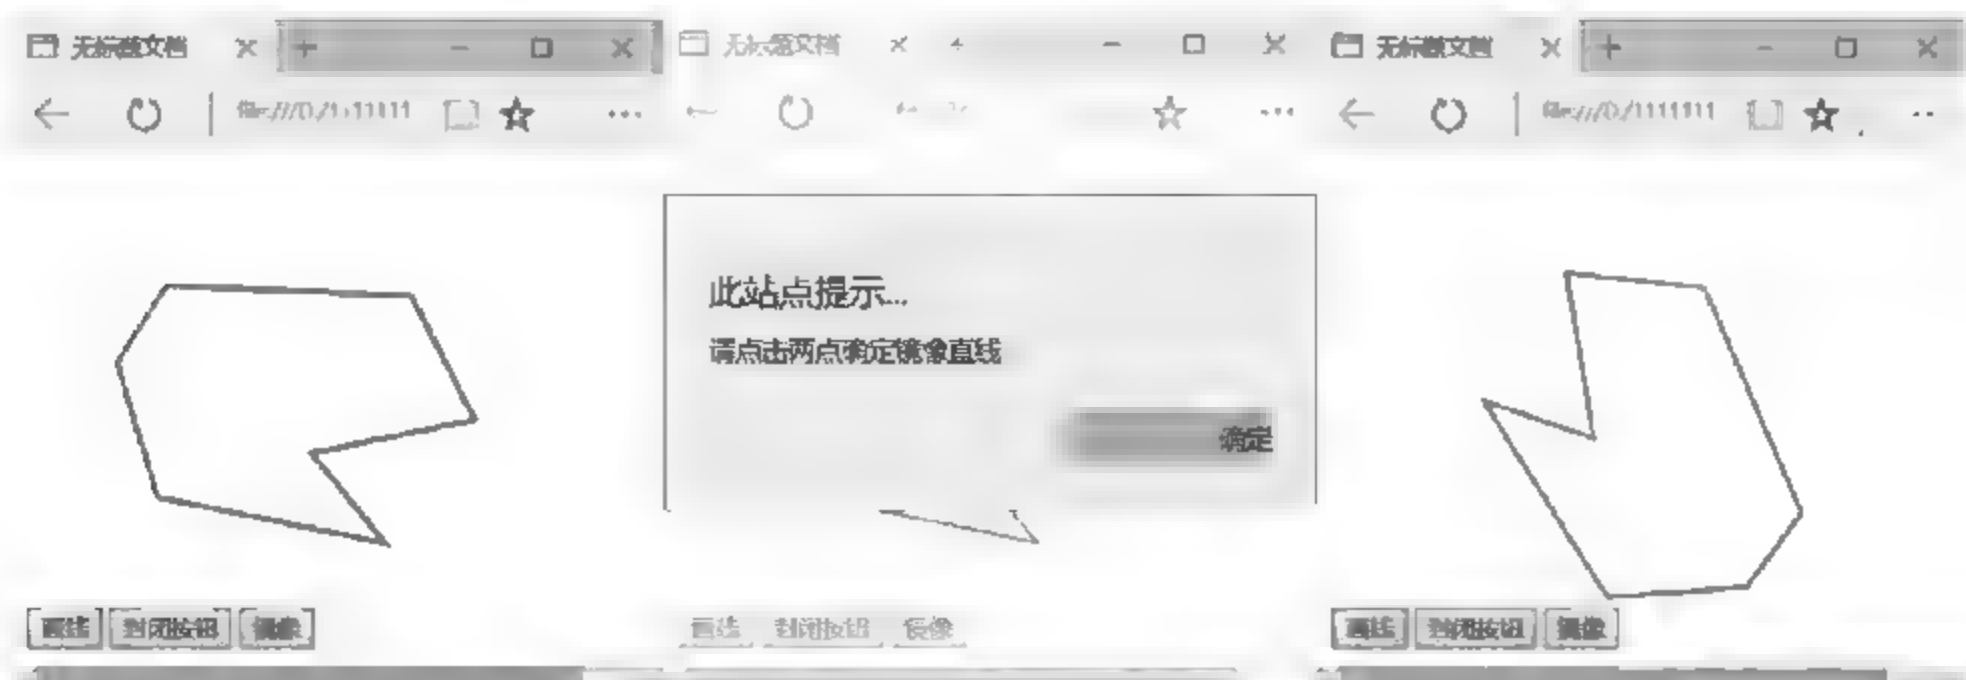 无标题文档
无标题文档
无标题文档
file:///D:/1111111
此站点提示...
请点击两点确定镜像直线
确定
画线 封闭按钮 镜像
画线 封闭按钮 镜像
画线 封闭按钮 镜像